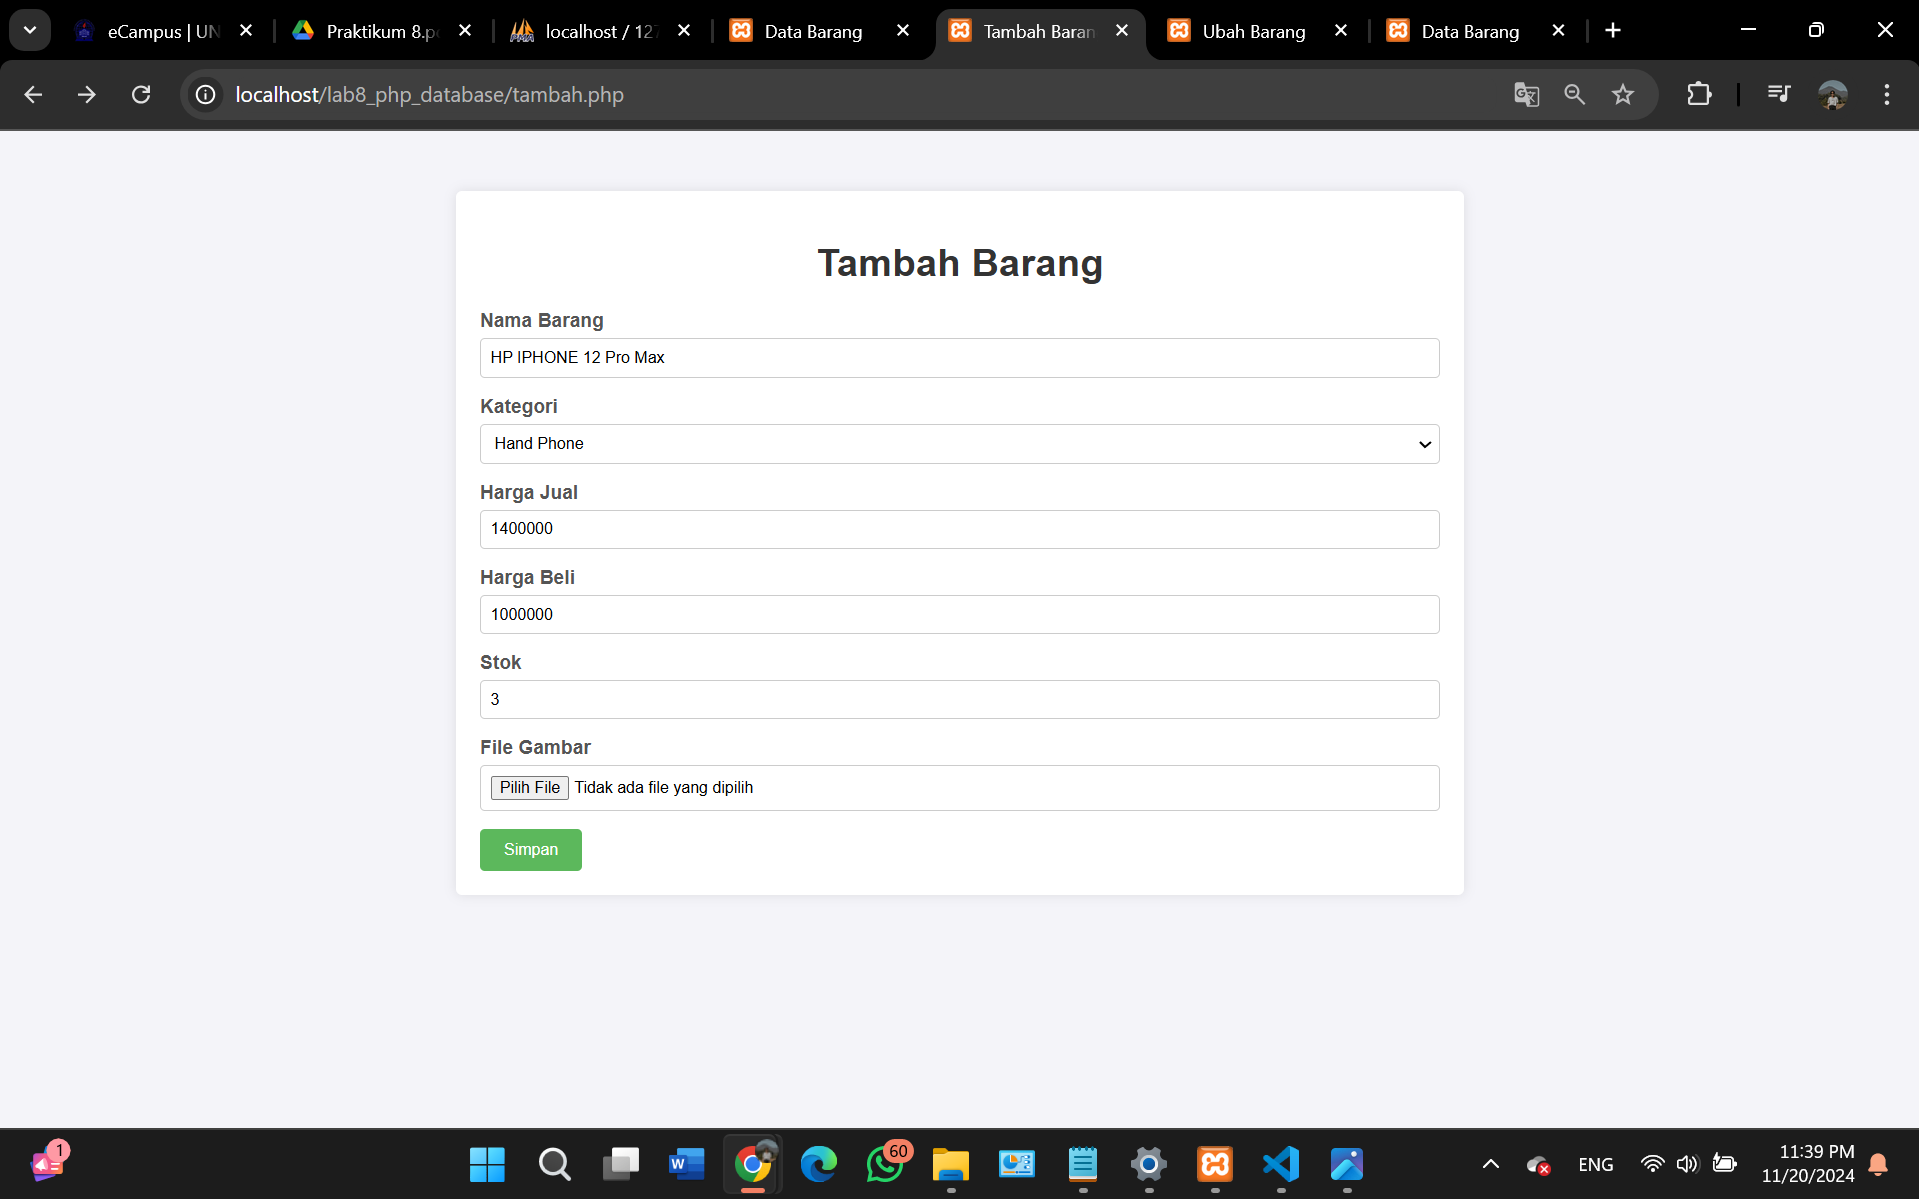 eCampus | UN
Praktikum 8.p
localhost / 127
Data Barang
Tambah Baran
Ubah Barang
Data Barang
localhost/lab8_php_database/tambah.php
Tambah Barang
Nama Barang
HP IPHONE 12 Pro Max
Kategori
Hand Phone
Harga Jual
1400000
Harga Beli
1000000
Stok
3
File Gambar
Pilih File Tidak ada file yang dipilih
Simpan
1
60
ENG
11:39 PM
11/20/2024